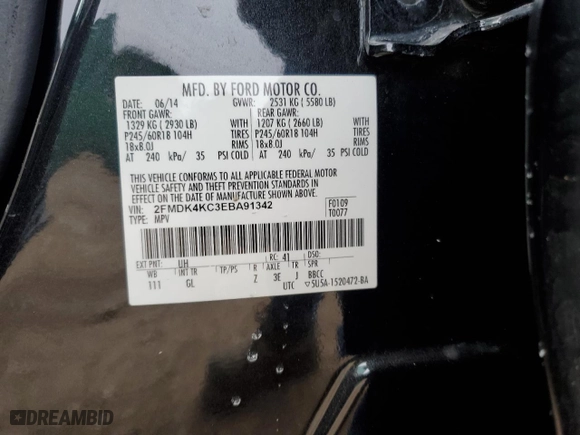 MFD. BY FORD MOTOR CO.
DATE: 06/14 GVWR: 2531 KG ( 5580 LB)
FRONT GAWR: REAR GAWR:
1329 KG ( 2930 LB) 1207 KG ( 2660 LB)
P245/60R18 104H TIRES P245/60R18 104H TIRES
18x8.0J RIMS 18x8.0J RIMS
AT 240 kPa/ 35 PSI COLD AT 240 kPa/ 35 PSI COLD
THIS VEHICLE CONFORMS TO ALL APPLICABLE FEDERAL MOTOR
VEHICLE SAFETY AND THEFT PREVENTION STANDARDS IN
EFFECT ON THE DATE OF MANUFACTURE SHOWN ABOVE.
VIN: 2FMDK4KC3EBA91342 F0109
TYPE: MPV T0077
EXT PNT: UH RC: 41
WB INT TR TP/PS R AXLE TR SPR BBCC
111 GL Z 3E J
UTC ▽5U5A-1520472-BA
DREAMBID